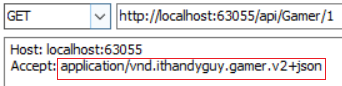 GET http://localhost:63055/api/Gamer/1
Host: localhost:63055
Accept: application/vnd.ithandyguy.gamer.v2+json